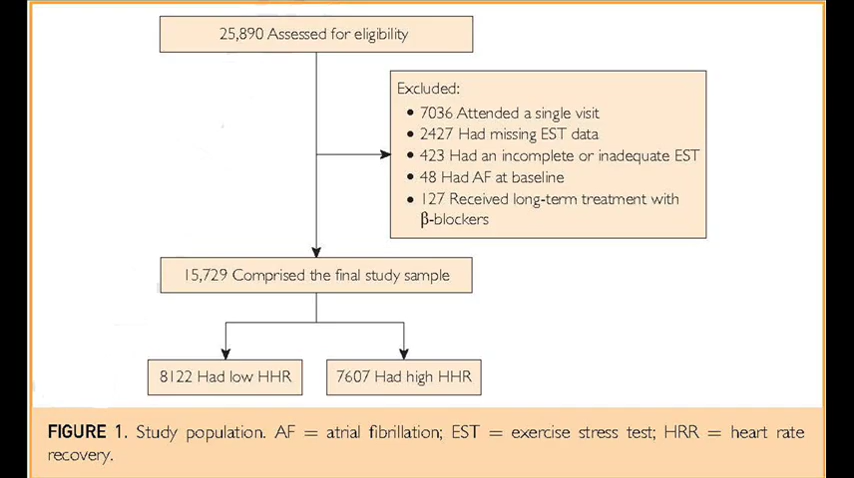 25,890 Assessed for eligibility
Excluded:
• 7036 Attended a single visit
• 2427 Had missing EST data
• 423 Had an incomplete or inadequate EST
• 48 Had AF at baseline
• 127 Received long-term treatment with
β-blockers
15,729 Comprised the final study sample
8122 Had low HHR
7607 Had high HHR
FIGURE 1. Study population. AF = atrial fibrillation; EST = exercise stress test; HRR = heart rate
recovery.